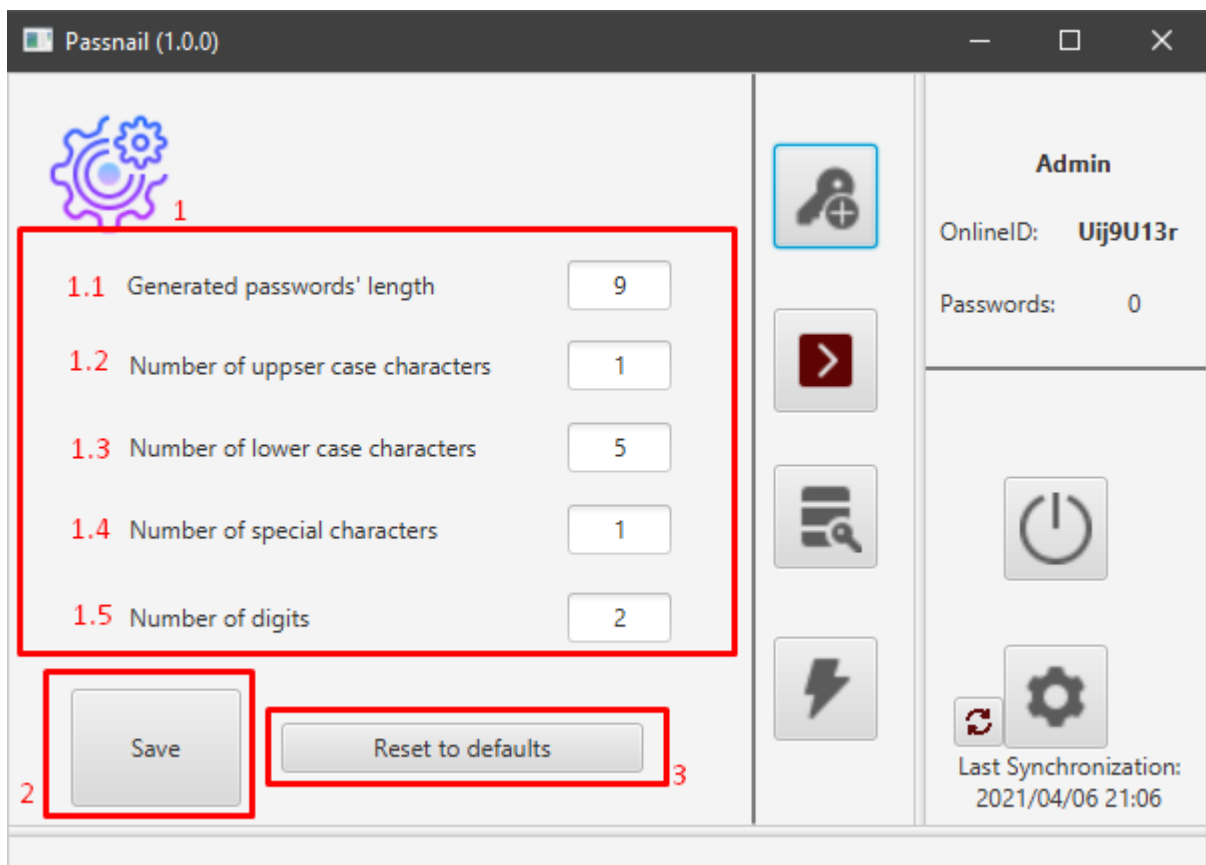 Passnail (1.0.0)
1
1.1 Generated passwords' length 9
1.2 Number of uppser case characters 1
1.3 Number of lower case characters 5
1.4 Number of special characters 1
1.5 Number of digits 2
Save
2
Reset to defaults
3
Admin
OnlineID: Uij9U13r
Passwords: 0
Last Synchronization:
2021/04/06 21:06